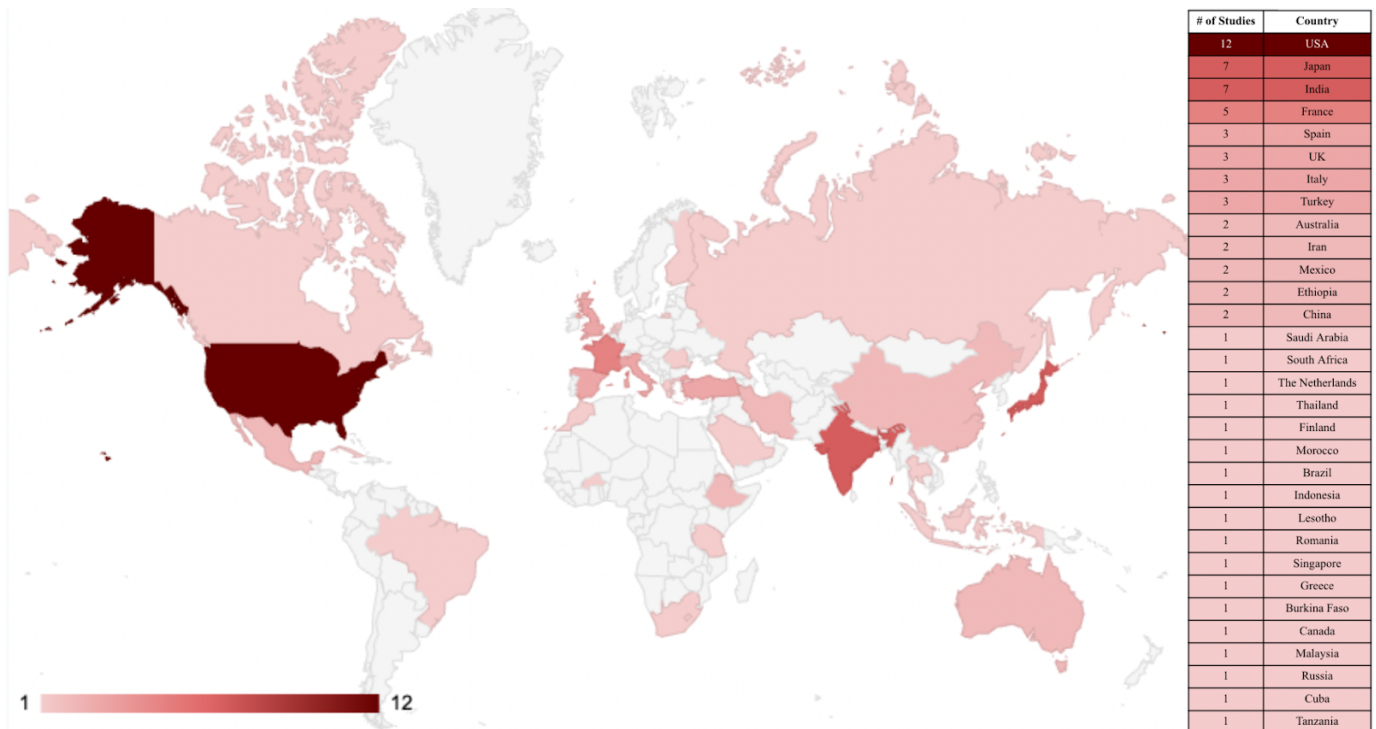 # of Studies Country
12 USA
7 Japan
7 India
5 France
3 Spain
3 UK
3 Italy
3 Turkey
2 Australia
2 Iran
2 Mexico
2 Ethiopia
2 China
1 Saudi Arabia
1 South Africa
1 The Netherlands
1 Thailand
1 Finland
1 Morocco
1 Brazil
1 Indonesia
1 Lesotho
1 Romania
1 Singapore
1 Greece
1 Burkina Faso
1 Canada
1 Malaysia
1 Russia
1 Cuba
1 Tanzania
1 12